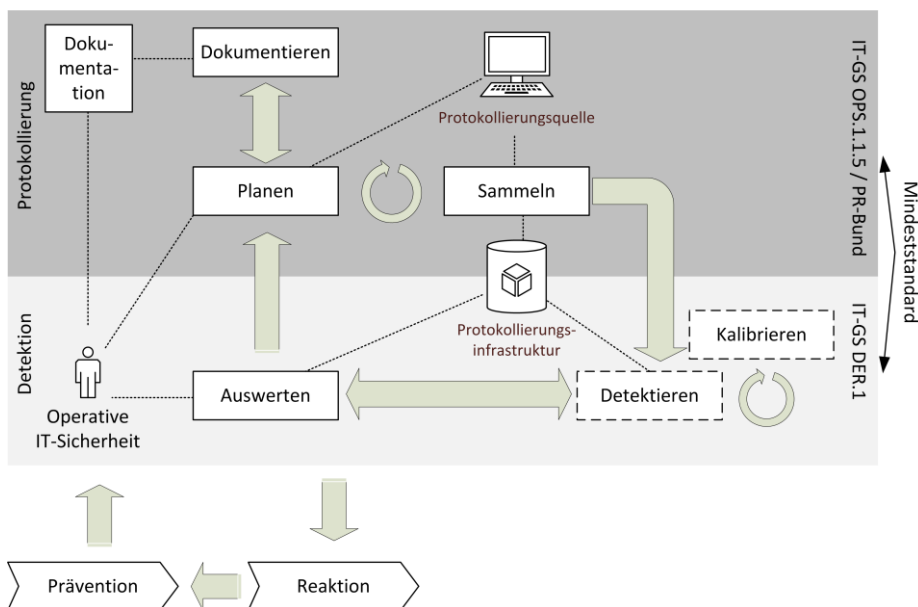 Protokollierung
Doku-
menta-
tion
Dokumentieren
Protokollierungsquelle
Planen
Sammeln
IT-GS OPS.1.1.5 / PR-Bund
Mindeststandard
Detektion
Operative
IT-Sicherheit
Auswerten
Protokollierungs-
infrastruktur
Kalibrieren
Detektieren
IT-GS DER.1
Prävention
Reaktion